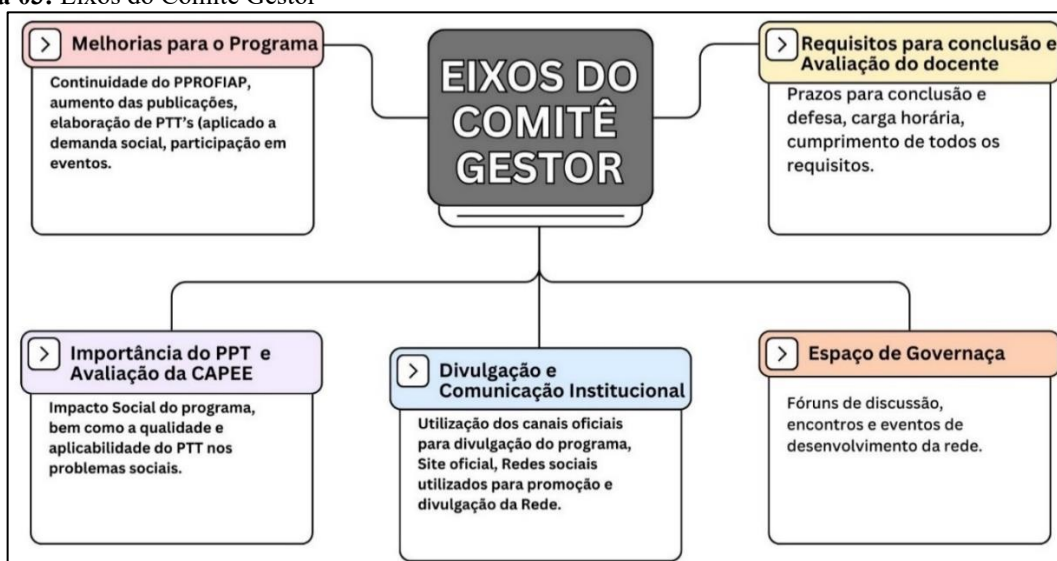 a 03: Eixos do Comitê Gestor
Melhorias para o Programa
Continuidade do PPROFIAP,
aumento das publicações,
elaboração de PTT's (aplicado a
demanda social, participação em
eventos.
EIXOS DO
COMITÊ
GESTOR
Requisitos para conclusão e
Avaliação do docente
Prazos para conclusão e
defesa, carga horária,
cumprimento de todos os
requisitos.
Importância do PPT e
Avaliação da CAPEE
Impacto Social do programa,
bem como a qualidade e
aplicabilidade do PTT nos
problemas sociais.
Divulgação e
Comunicação Institucional
Utilização dos canais oficiais
para divulgação do programa,
Site oficial, Redes sociais
utilizados para promoção e
divulgação da Rede.
Espaço de Governaça
Fóruns de discussão,
encontros e eventos de
desenvolvimento da rede.